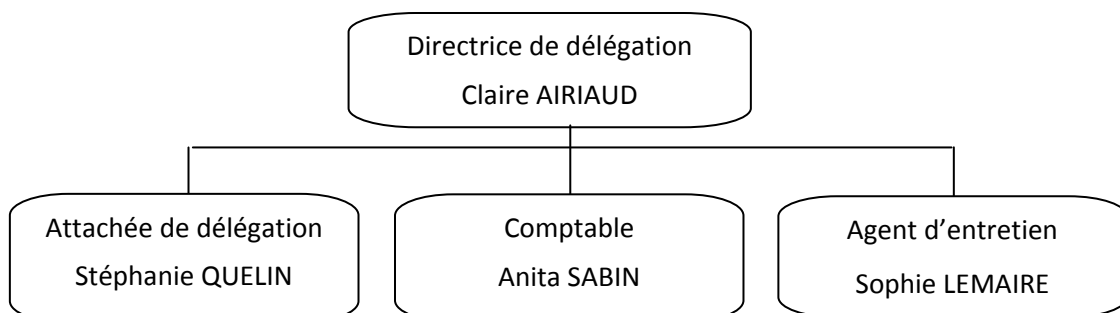 Directrice de délégation
Claire AIRIAUD
Attachée de délégation
Stéphanie QUELIN
Comptable
Anita SABIN
Agent d’entretien
Sophie LEMAIRE